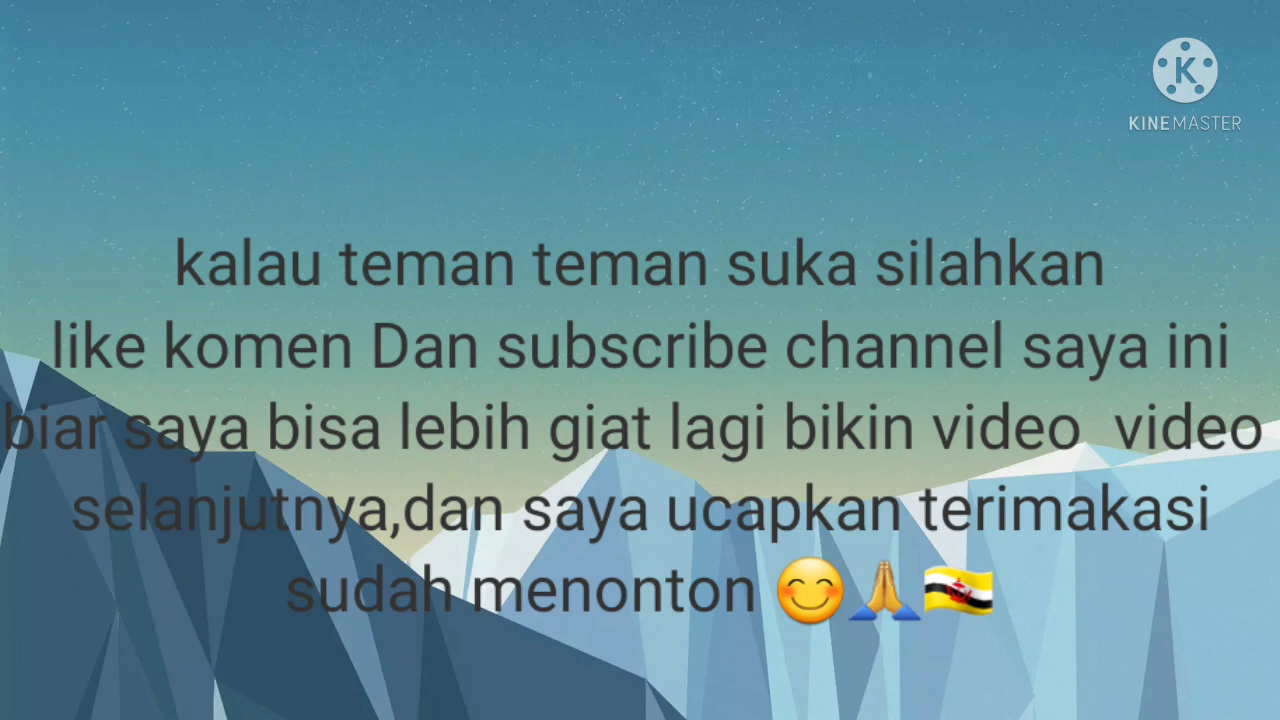 K
KINEMASTER
kalau teman teman suka silahkan
like komen Dan subscribe channel saya ini
biar saya bisa lebih giat lagi bikin video  video
selanjutnya,dan saya ucapkan terimakasi
sudah menonton 😊🙏🇧🇳